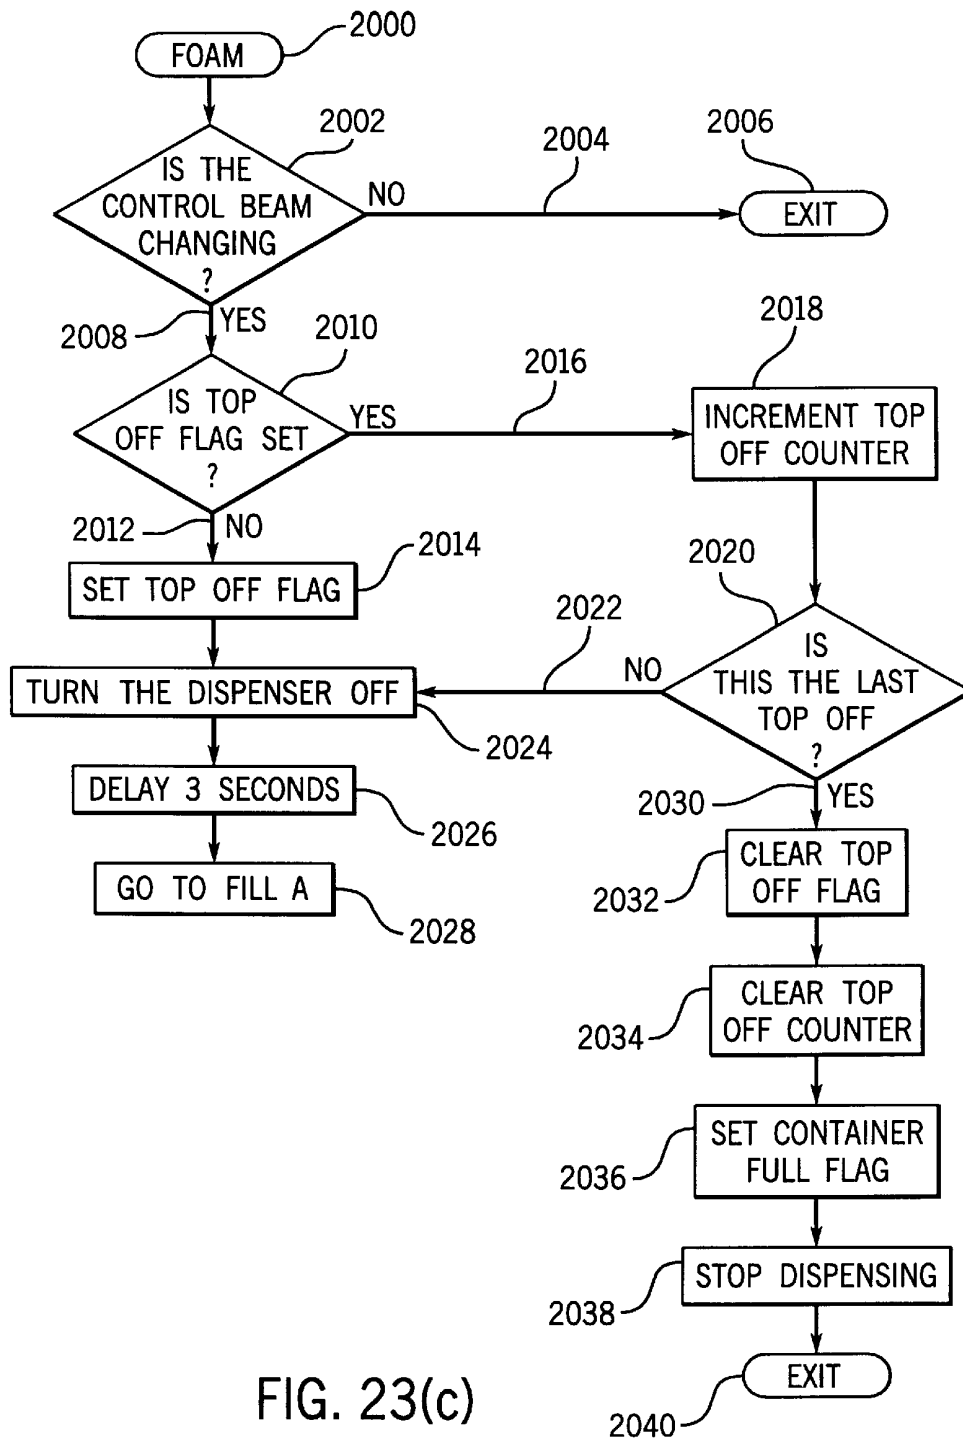 2000
FOAM
2002
IS THE
CONTROL BEAM
CHANGING
?
NO
2004
2006
EXIT
2008
YES
2010
IS TOP
OFF FLAG SET
?
YES
2016
2018
INCREMENT TOP
OFF COUNTER
2012
NO
2014
SET TOP OFF FLAG
2020
IS
THIS THE LAST
TOP OFF
?
NO
2022
TURN THE DISPENSER OFF
2024
DELAY 3 SECONDS
2026
GO TO FILL A
2028
2030
YES
CLEAR TOP
OFF FLAG
2032
CLEAR TOP
OFF COUNTER
2034
SET CONTAINER
FULL FLAG
2036
STOP DISPENSING
2038
EXIT
2040
FIG. 23(c)